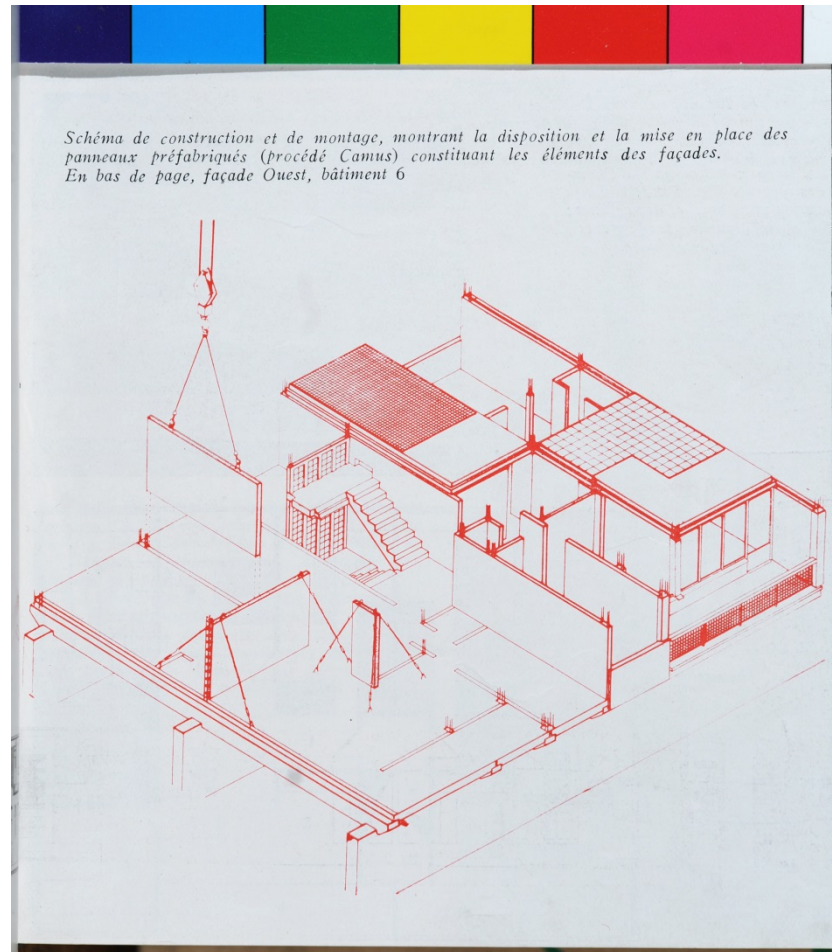 Schéma de construction et de montage, montrant la disposition et la mise en place des
panneaux préfabriqués (procédé Camus) constituant les éléments des façades.
En bas de page, façade Ouest, bâtiment 6